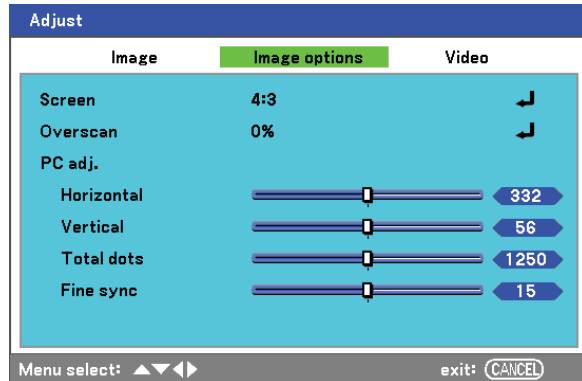 Adjust
Image Image options Video
Screen 4:3
Overscan 0%
PC adj.
Horizontal 332
Vertical 56
Total dots 1250
Fine sync 15
Menu select: ▲▼◀▶ exit: CANCEL